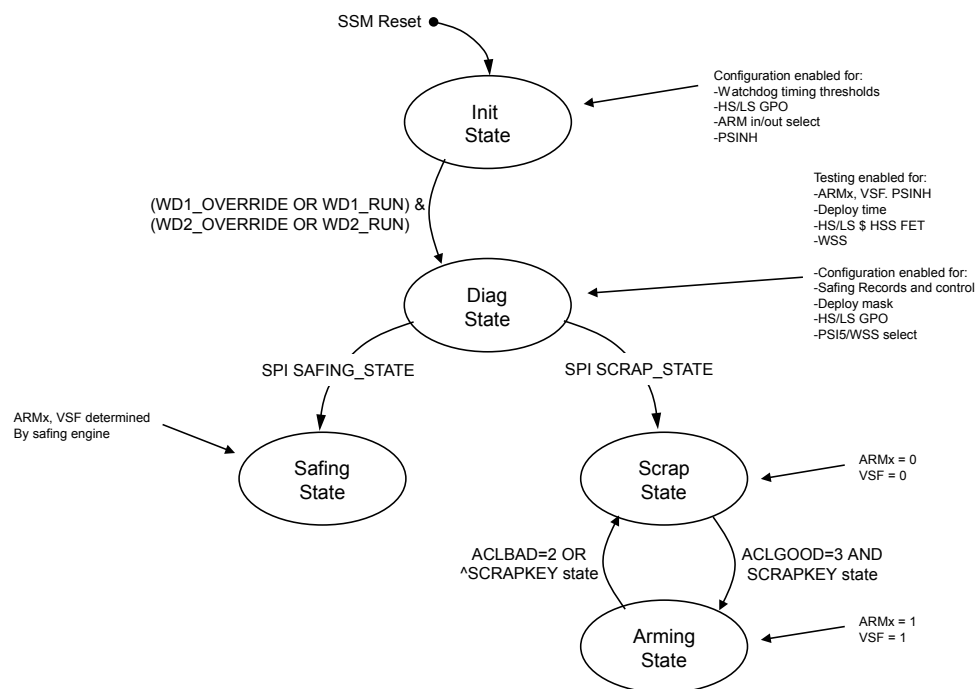 SSM Reset
Init
State
Configuration enabled for:
-Watchdog timing thresholds
-HS/LS GPO
-ARM in/out select
-PSINH
(WD1_OVERRIDE OR WD1_RUN) &
(WD2_OVERRIDE OR WD2_RUN)
Testing enabled for:
-ARMx, VSF. PSINH
-Deploy time
-HS/LS $ HSS FET
-WSS
-Configuration enabled for:
-Safing Records and control
-Deploy mask
-HS/LS GPO
-PSI5/WSS select
Diag
State
SPI SAFING_STATE
SPI SCRAP_STATE
ARMx, VSF determined
By safing engine
Safing
State
Scrap
State
ARMx = 0
VSF = 0
ACLBAD=2 OR
^SCRAPKEY state
ACLGOOD=3 AND
SCRAPKEY state
Arming
State
ARMx = 1
VSF = 1